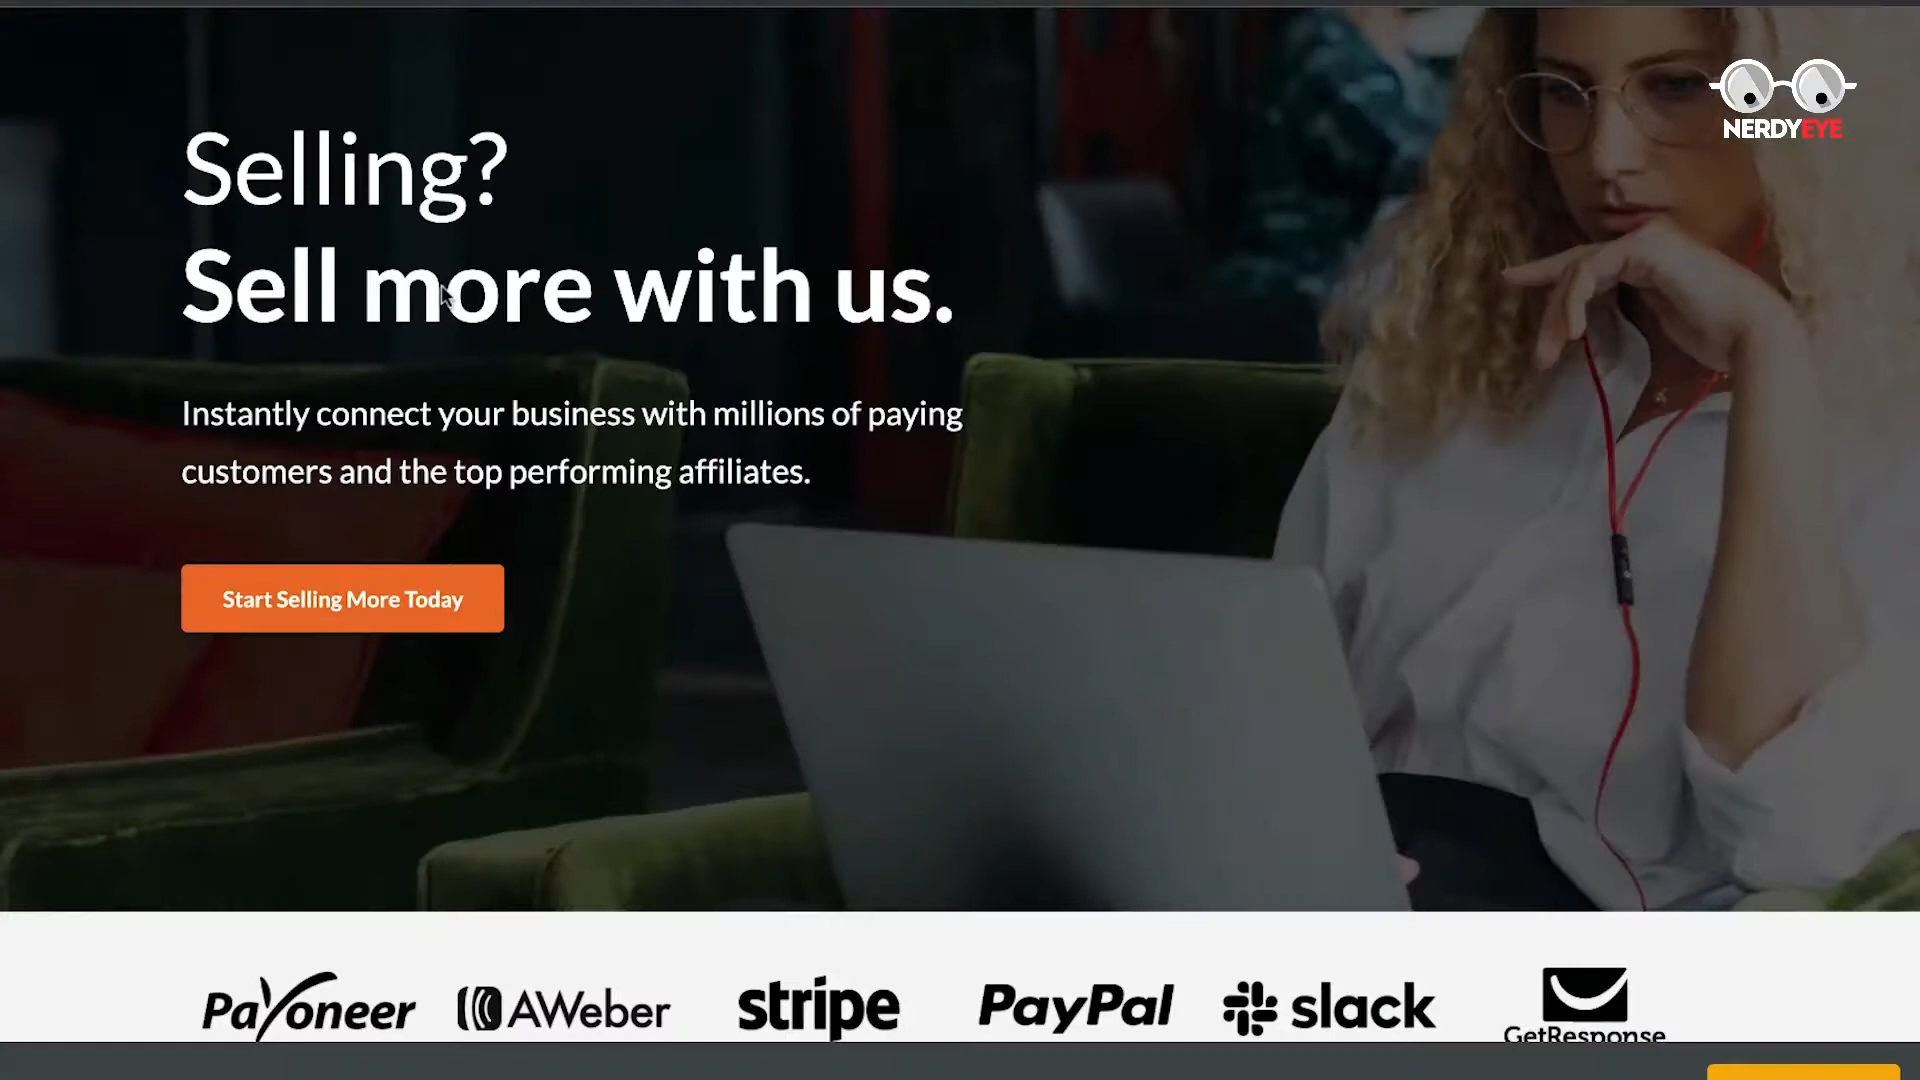 NERDYEYE
Selling?
Sell more with us.
Instantly connect your business with millions of paying
customers and the top performing affiliates.
Start Selling More Today
Payoneer AWeber stripe PayPal slack GetResponse